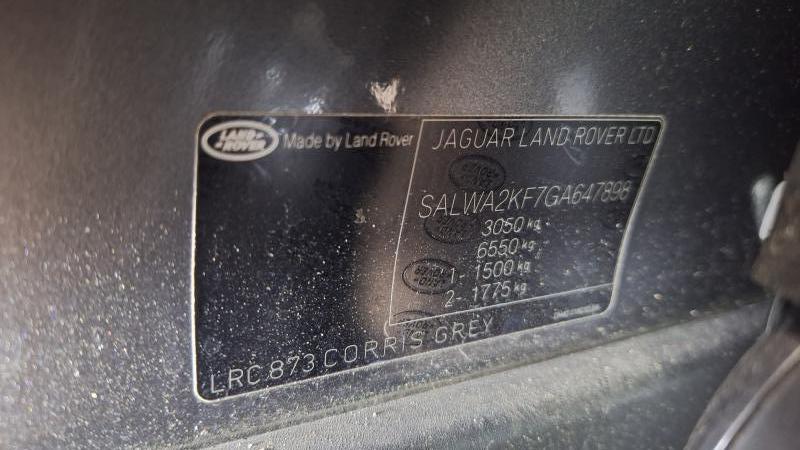 LAND ROVER
Made by Land Rover
JAGUAR LAND ROVER LTD
SALWA2KF7GA647898
3050 kg
6550 kg
1- 1500 kg
2- 1775 kg
LRC 873 CORRIS GREY